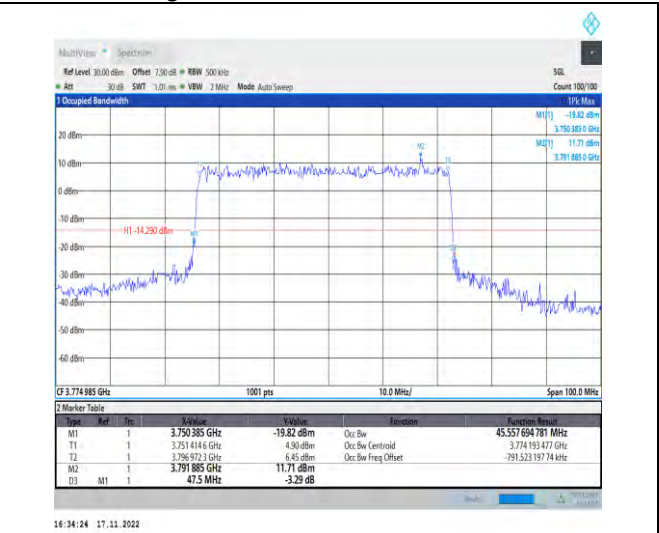 MultiView Spectrum
Ref Level 30.00 dBm Offset 7.90 dB RBW 500 kHz SGL
Att 30 dB SWT 1.01 ms VBW 2 MHz Mode Auto Sweep Count 100/100
1 Occupied Bandwidth 1Pk Max
M1[1] -19.82 dBm
3.750 385 0 GHz
M2[1] 11.71 dBm
3.791 885 0 GHz
20 dBm
M2
10 dBm
T1
0 dBm
-10 dBm
H1 -14.290 dBm
M1
-20 dBm
-30 dBm
-40 dBm
-50 dBm
-60 dBm
CF 3.774 985 GHz 1001 pts 10.0 MHz/ Span 100.0 MHz
2 Marker Table
Type Ref Trc X-Value Y-Value Function Function Result
M1 1 3.750 385 GHz -19.82 dBm Occ Bw 45.557 694 781 MHz
T1 1 3.751 414 6 GHz 4.90 dBm Occ Bw Centroid 3.774 193 477 GHz
T2 1 3.796 972 3 GHz 6.45 dBm Occ Bw Freq Offset -791.523 197 74 kHz
M2 1 3.791 885 GHz 11.71 dBm
D3 M1 1 47.5 MHz -3.29 dB
16:34:24 17.11.2022